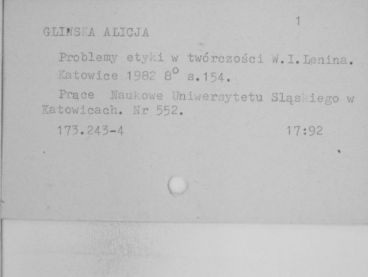 1
GLIŃSKA ALICJA
Problemy etyki w twórczości W.I.Lenina.
Katowice 1982 8° s.154.
Prace Naukowe Uniwersytetu Śląskiego w
Katowicach. Nr 552.
173.243-4 17:92